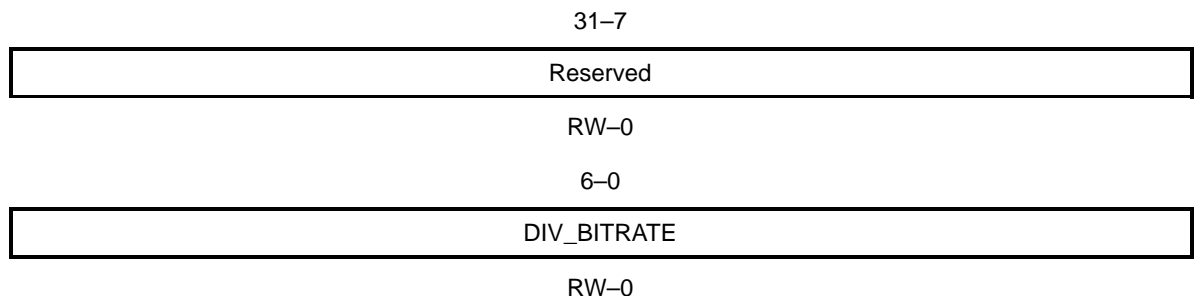 31–7
Reserved
RW–0
6–0
DIV_BITRATE
RW–0